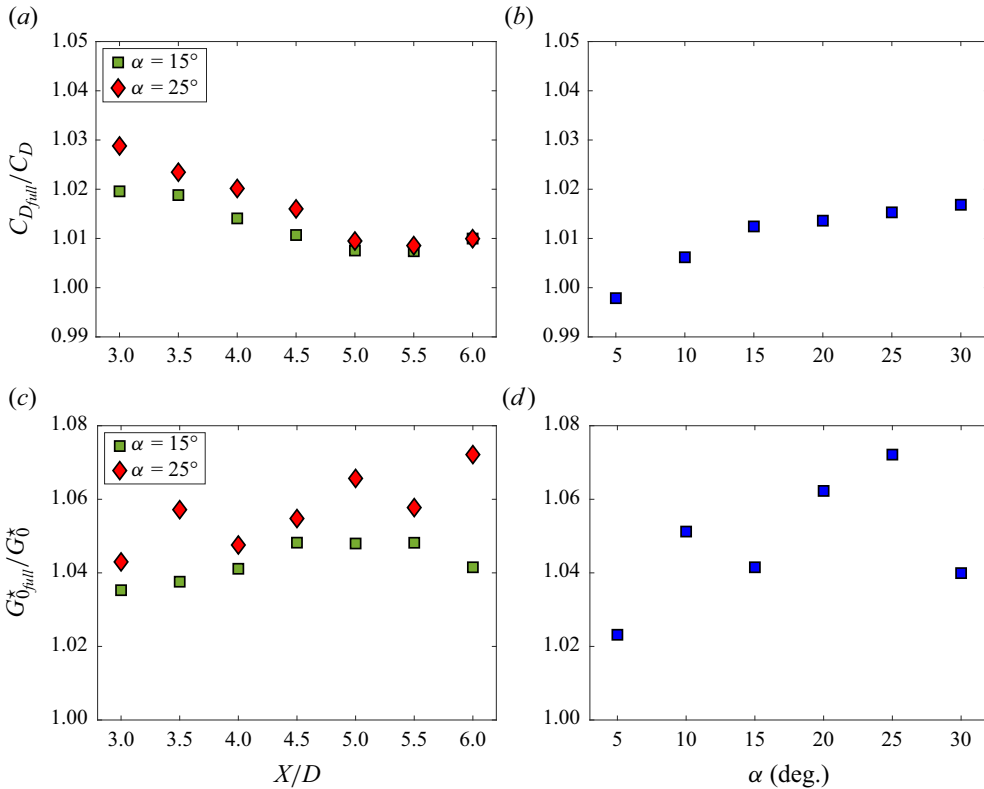 (a)
1.05
1.04
1.03
1.02
1.01
1.00
0.99
C_{D_{full}}/C_D
α = 15°
α = 25°
3.0 3.5 4.0 4.5 5.0 5.5 6.0
(b)
1.05
1.04
1.03
1.02
1.01
1.00
0.99
5 10 15 20 25 30
(c)
1.08
1.06
1.04
1.02
1.00
G^⋆_{0_{full}}/G^⋆_0
α = 15°
α = 25°
3.0 3.5 4.0 4.5 5.0 5.5 6.0
X/D
(d)
1.08
1.06
1.04
1.02
1.00
5 10 15 20 25 30
α (deg.)